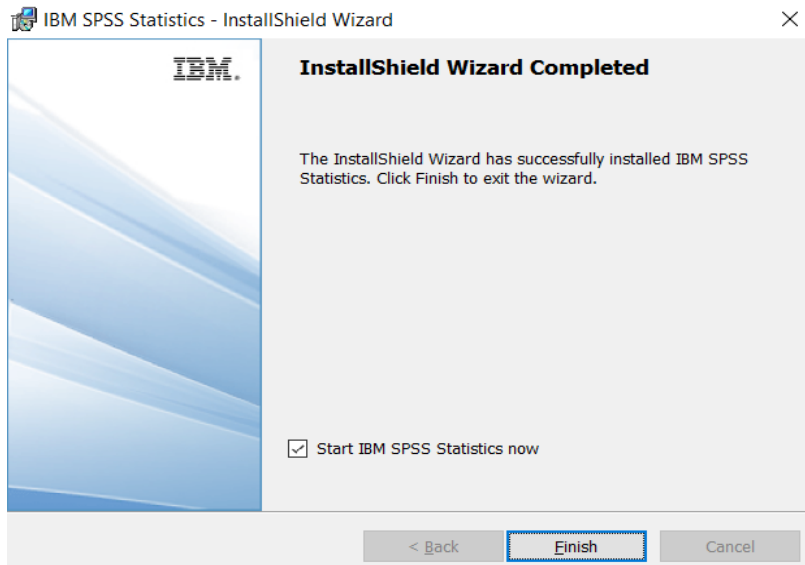 IBM SPSS Statistics - InstallShield Wizard
IBM.
InstallShield Wizard Completed
The InstallShield Wizard has successfully installed IBM SPSS
Statistics. Click Finish to exit the wizard.
Start IBM SPSS Statistics now
< Back
Finish
Cancel